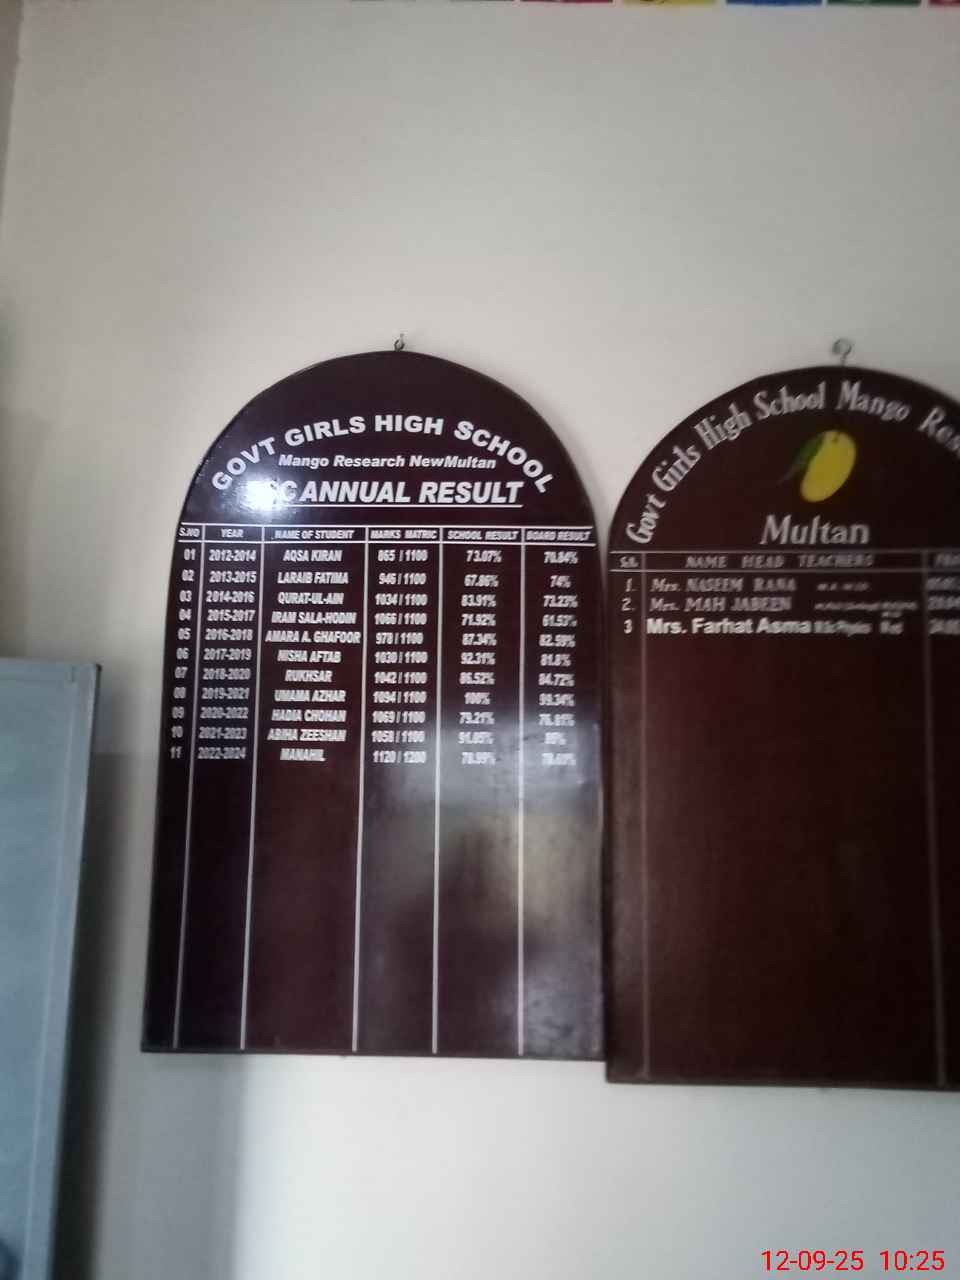 GOVT GIRLS HIGH SCHOOL
Mango Research NewMultan
ANNUAL RESULT
S.NO YEAR NAME OF STUDENT MARKS MATRIC SCHOOL RESULT BOARD RESULT
01 2012-2014 AQSA KIRAN 865 / 1100 73.07% 70.84%
02 2013-2015 LARAIB FATIMA 946 / 1100 67.86% 74%
03 2014-2016 QURAT-UL-AIN 1034 / 1100 83.91% 73.23%
04 2015-2017 IRAM SALA-HODIN 1066 / 1100 71.92% 61.53%
05 2016-2018 AMARA A. GHAFOOR 978 / 1100 87.34% 82.59%
06 2017-2019 NISHA AFTAB 1030 / 1100 92.31% 81.8%
07 2018-2020 RUKHSAR 1042 / 1100 86.52% 84.72%
08 2019-2021 UMAMA AZHAR 1094 / 1100 100% 99.34%
09 2020-2022 HADIA CHOHAN 1069 / 1100 79.21% 76.81%
10 2021-2023 ABIHA ZEESHAN 1058 / 1100 91.05%
11 2022-2024 MANAHIL 1120 / 1200 78.99%
Govt Girls High School Mango
Multan
NAME HEAD TEACHERS
1. Mrs. NASEEM RANA
2. Mrs. MAH JABEEN
3 Mrs. Farhat Asma
12-09-25 10:25